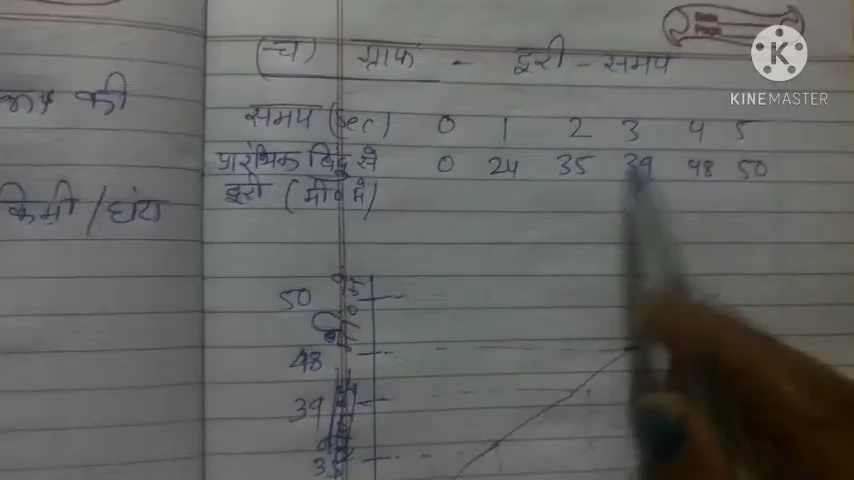 (च) ग्राफ - दूरी - समय
KINEMASTER
की
समय (Sec) 0 1 2 3 4 5
प्रारंभिक बिंदु से 0 24 35 39 48 50
दूरी (मी० में)
किमी / घंटा
50
48
39